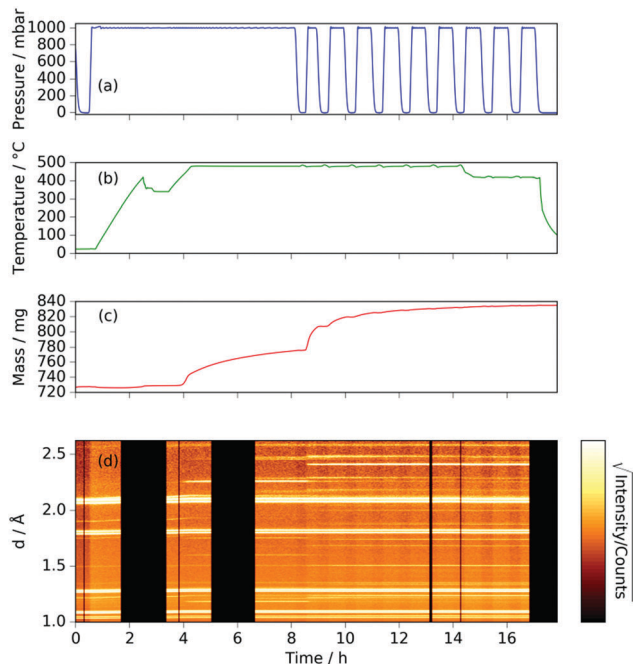 1000
800
600
400
200
0
Pressure / mbar
(a)
500
400
300
200
100
0
Temperature / °C
(b)
840
820
800
780
760
740
720
Mass / mg
(c)
2.5
2.0
1.5
1.0
d / Å
(d)
0 2 4 6 8 10 12 14 16
Time / h
√Intensity/Counts